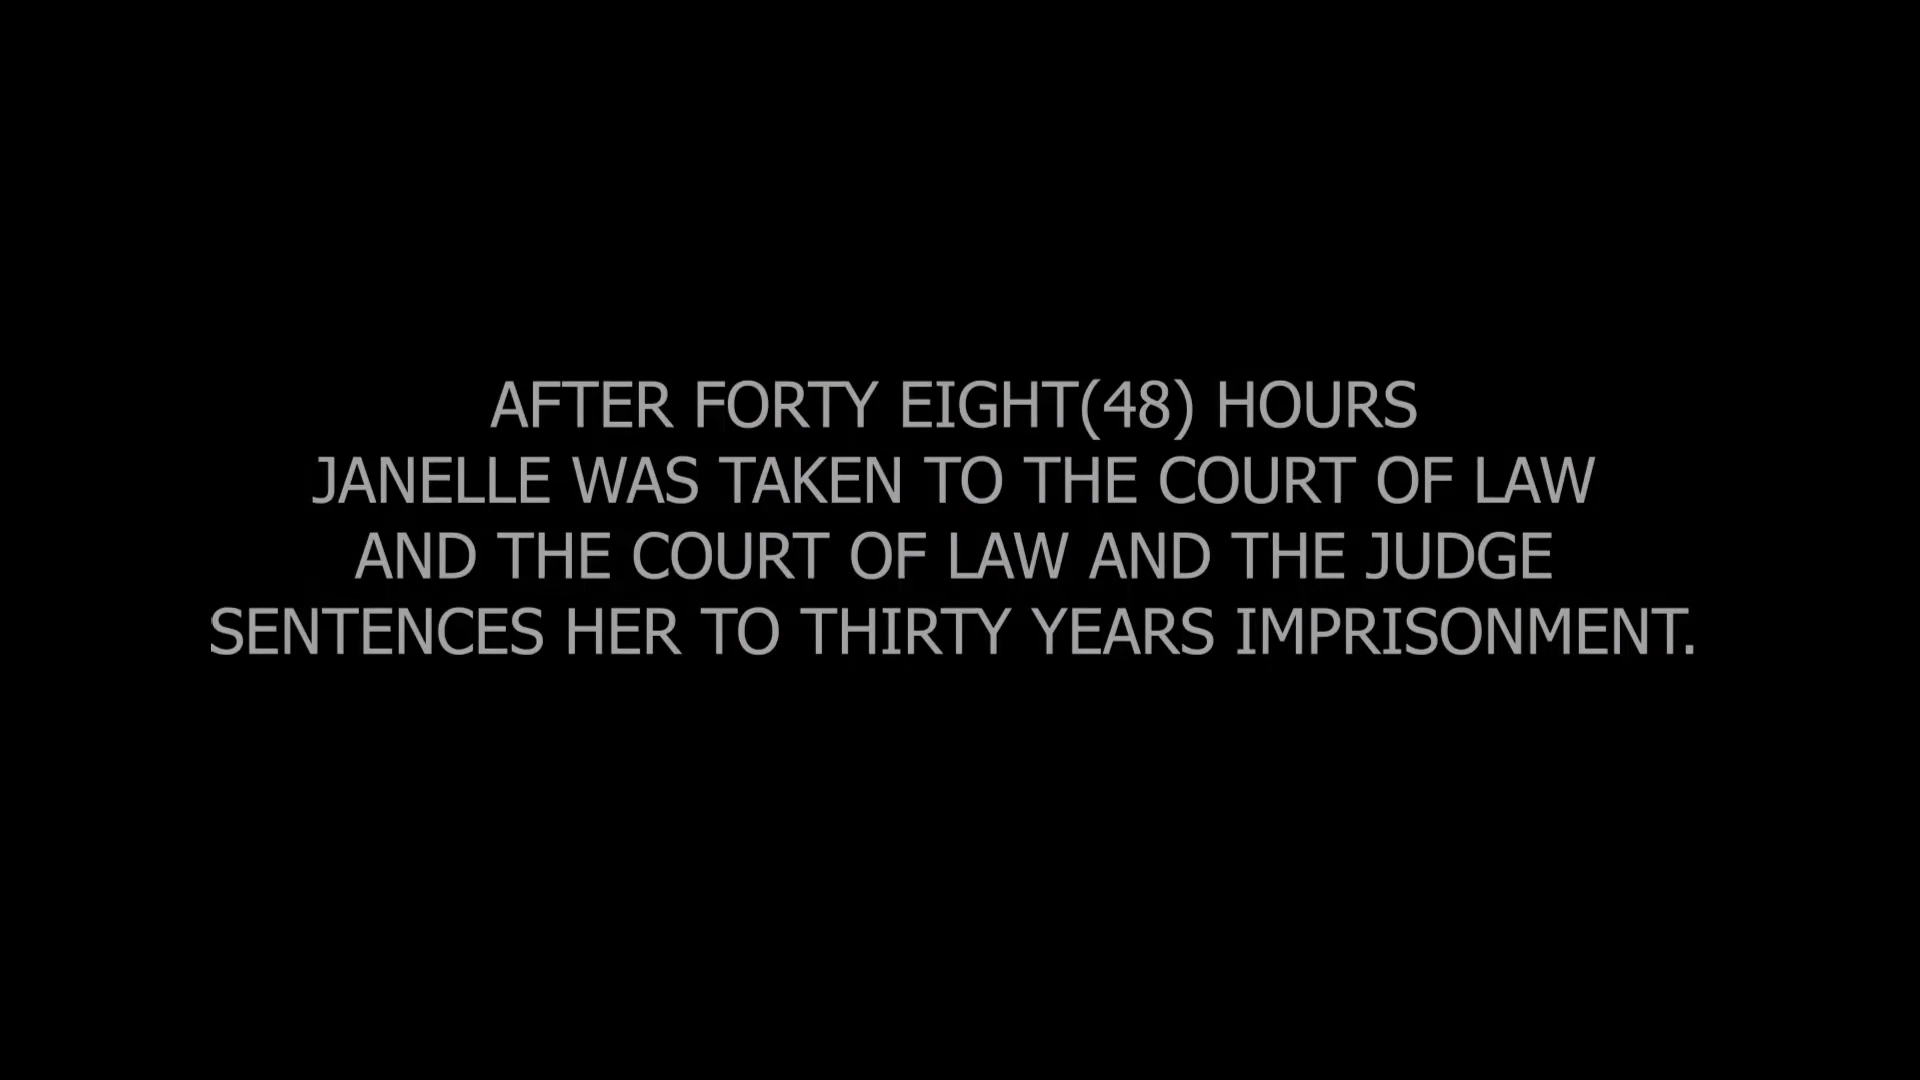 AFTER FORTY EIGHT(48) HOURS
JANELLE WAS TAKEN TO THE COURT OF LAW
AND THE COURT OF LAW AND THE JUDGE
SENTENCES HER TO THIRTY YEARS IMPRISONMENT.